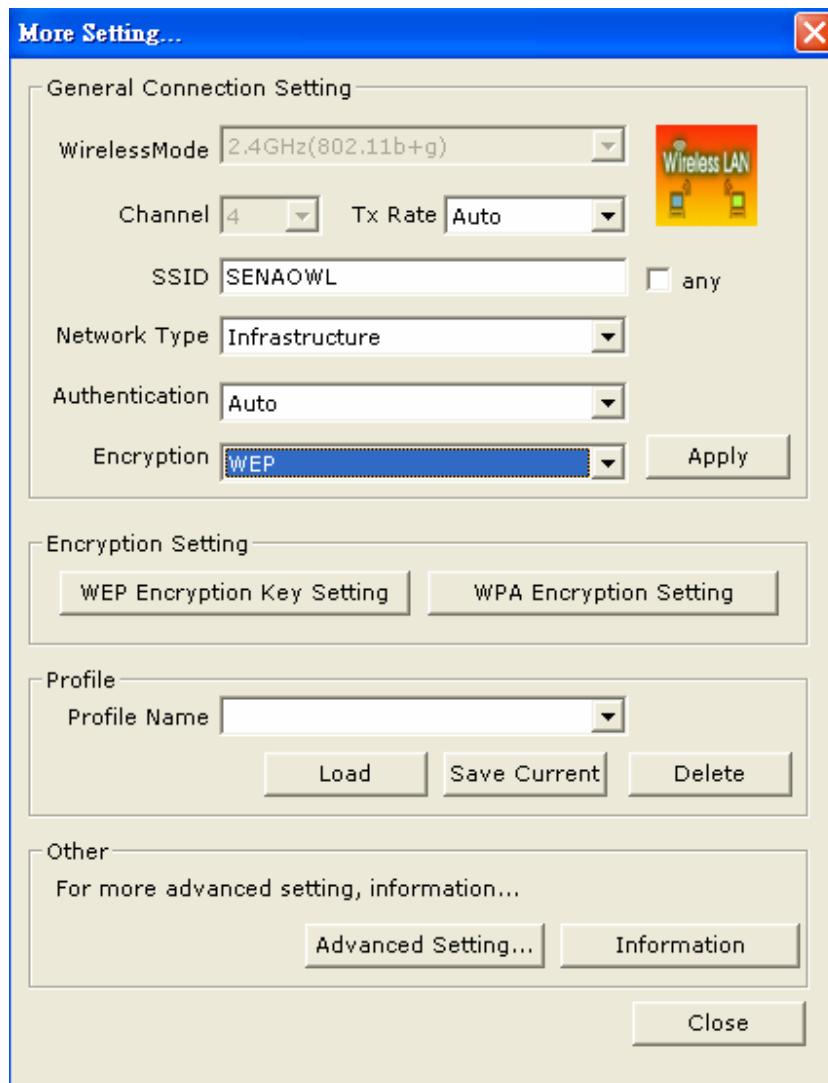 More Setting...
General Connection Setting
WirelessMode 2.4GHz(802.11b+g)
Wireless LAN
Channel 4 Tx Rate Auto
SSID SENAOWL any
Network Type Infrastructure
Authentication Auto
Encryption WEP Apply
Encryption Setting
WEP Encryption Key Setting WPA Encryption Setting
Profile
Profile Name
Load Save Current Delete
Other
For more advanced setting, information...
Advanced Setting... Information
Close